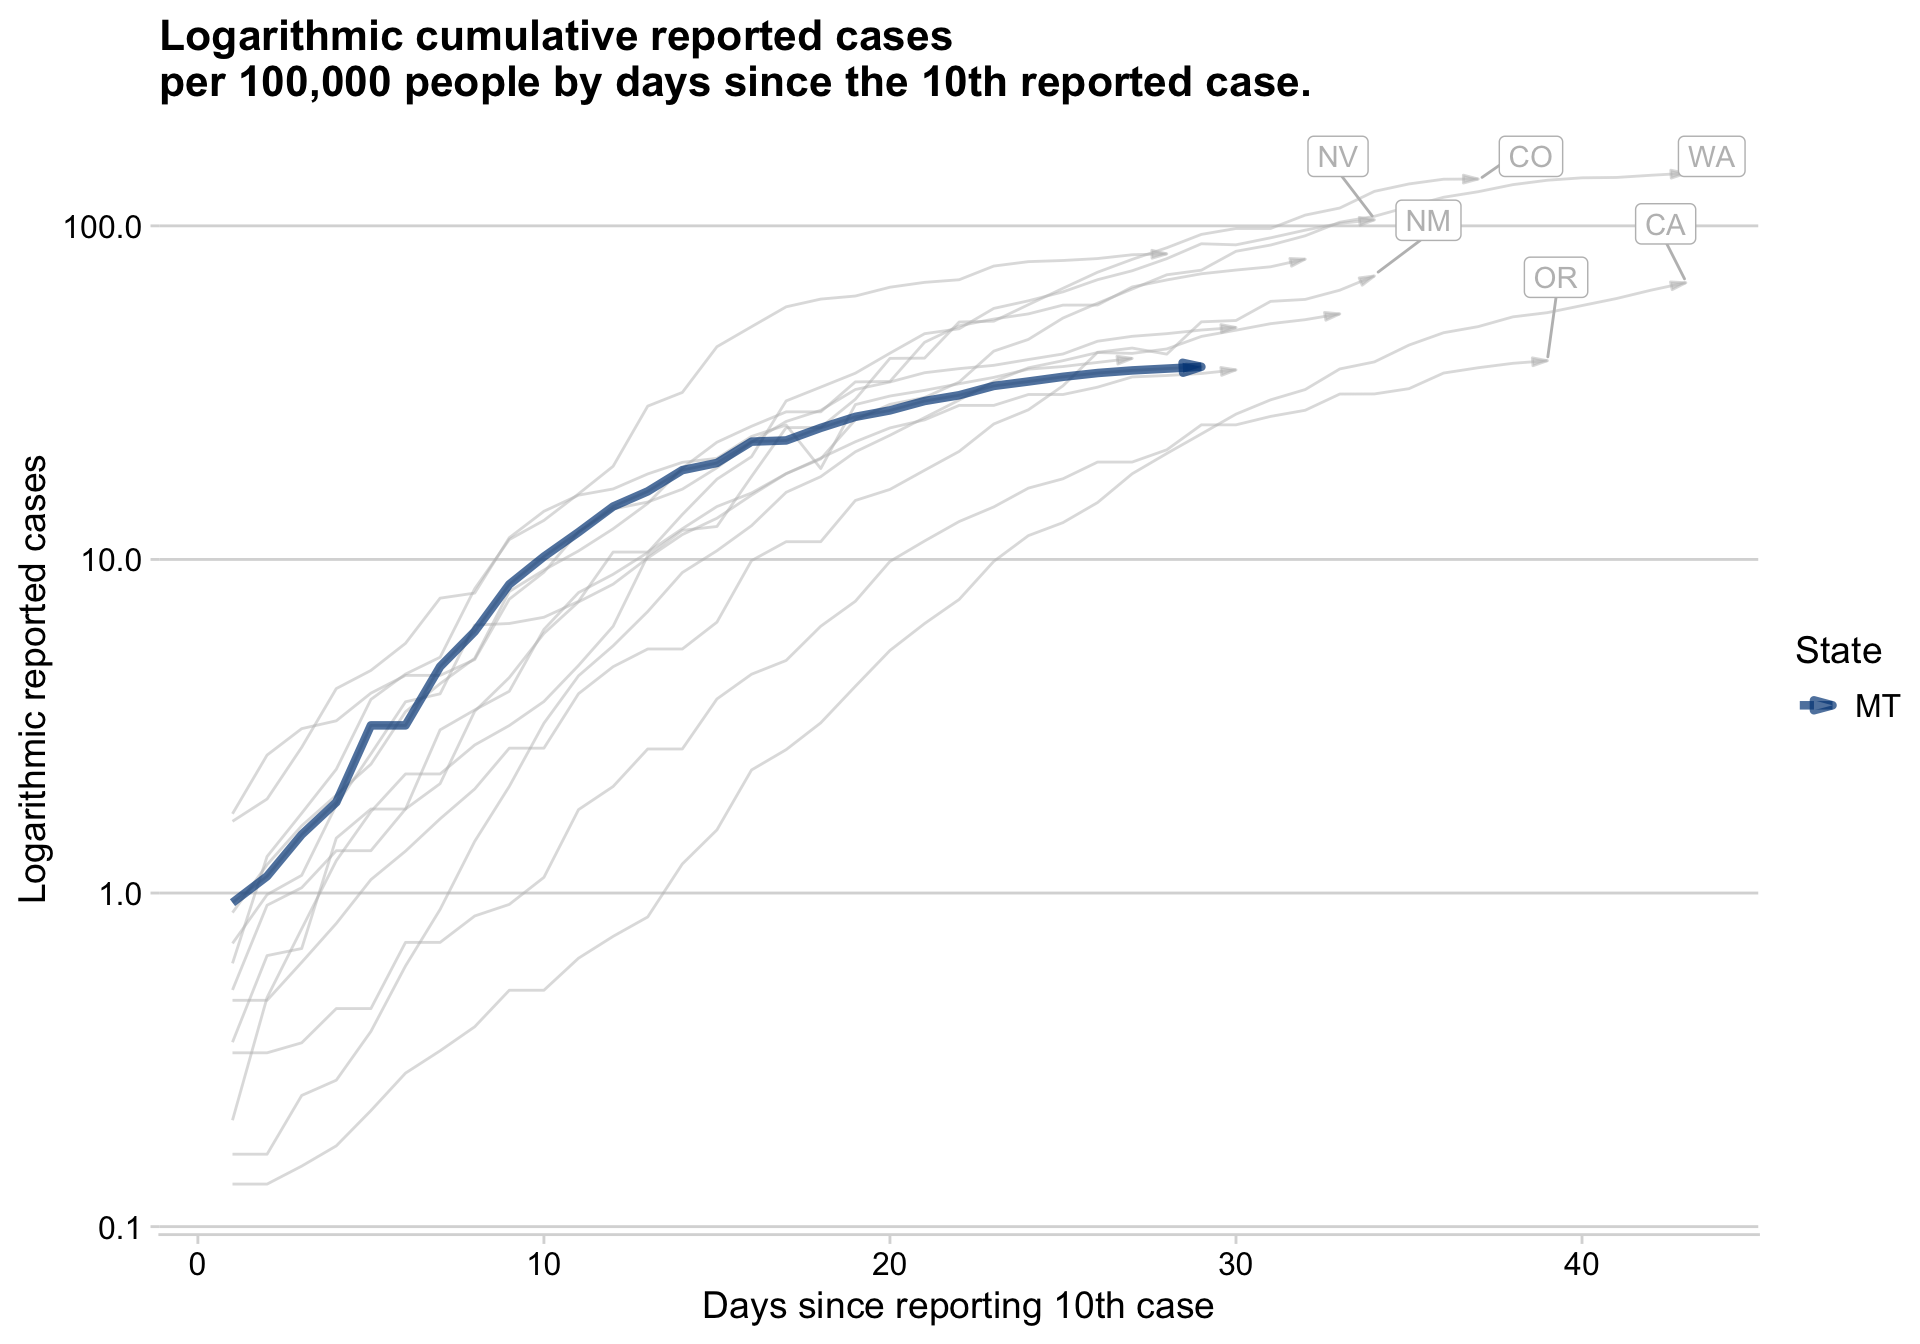 Logarithmic cumulative reported cases
per 100,000 people by days since the 10th reported case.
NV
CO
WA
NM
CA
OR
100.0
10.0
1.0
0.1
Logarithmic reported cases
State
MT
0
10
20
30
40
Days since reporting 10th case